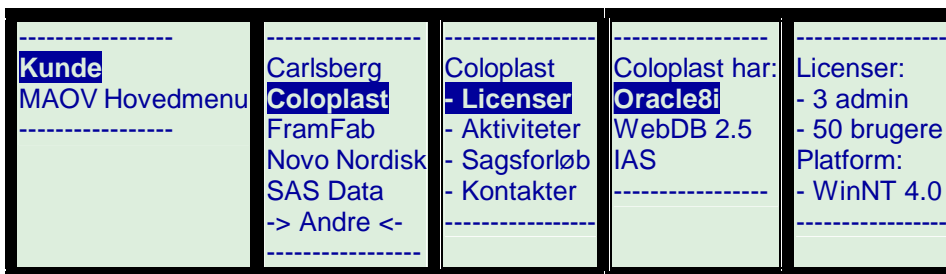 -----------------
Kunde
MAOV Hovedmenu
-----------------
-----------------
Carlsberg
Coloplast
FramFab
Novo Nordisk
SAS Data
-> Andre <-
-----------------
-----------------
Coloplast
- Licenser
- Aktiviteter
- Sagsforløb
- Kontakter
-----------------
-----------------
Coloplast har:
Oracle8i
WebDB 2.5
IAS
-----------------
-----------------
Licenser:
- 3 admin
- 50 brugere
Platform:
- WinNT 4.0
-----------------